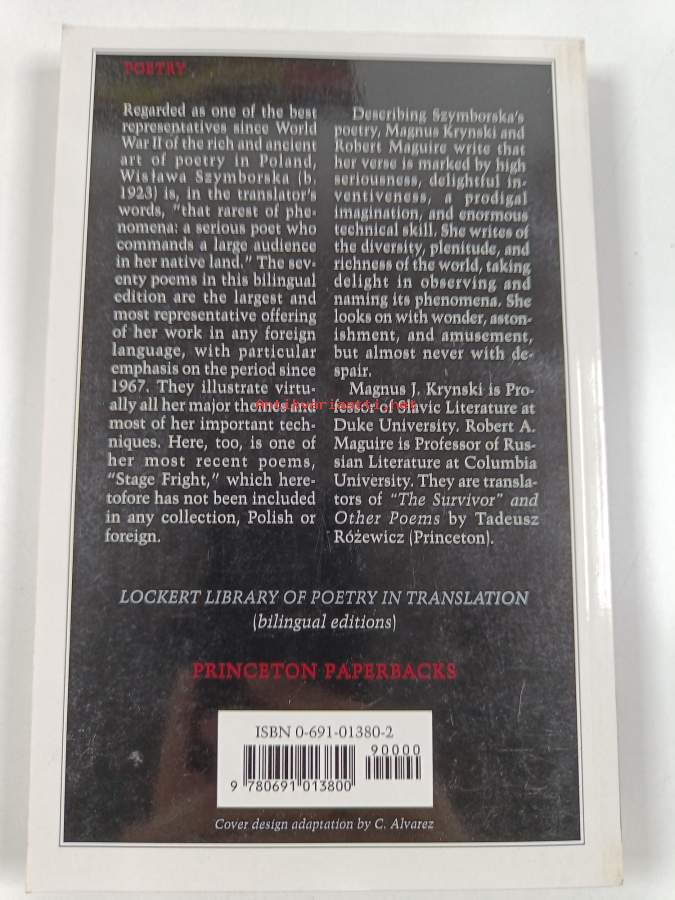 POETRY
Regarded as one of the best
representatives since World
War II of the rich and ancient
art of poetry in Poland,
Wisława Szymborska (b.
1923) is, in the translator's
words, "that rarest of phe-
nomena: a serious poet who
commands a large audience
in her native land." The sev-
enty poems in this bilingual
edition are the largest and
most representative offering
of her work in any foreign
language, with particular
emphasis on the period since
1967. They illustrate virtu-
ally all her major themes and
most of her important tech-
niques. Here, too, is one of
her most recent poems,
"Stage Fright," which here-
tofore has not been included
in any collection, Polish or
foreign.
Describing Szymborska's
poetry, Magnus Krynski and
Robert Maguire write that
her verse is marked by high
seriousness, delightful in-
ventiveness, a prodigal
imagination, and enormous
technical skill. She writes of
the diversity, plenitude, and
richness of the world, taking
delight in observing and
naming its phenomena. She
looks on with wonder, aston-
ishment, and amusement,
but almost never with de-
spair.
Magnus J. Krynski is Pro-
fessor of Slavic Literature at
Duke University. Robert A.
Maguire is Professor of Rus-
sian Literature at Columbia
University. They are transla-
tors of "The Survivor" and
Other Poems by Tadeusz
Różewicz (Princeton).
LOCKERT LIBRARY OF POETRY IN TRANSLATION
(bilingual editions)
PRINCETON PAPERBACKS
ISBN 0-691-01380-2
90000
9 780691 013800
Cover design adaptation by C. Alvarez